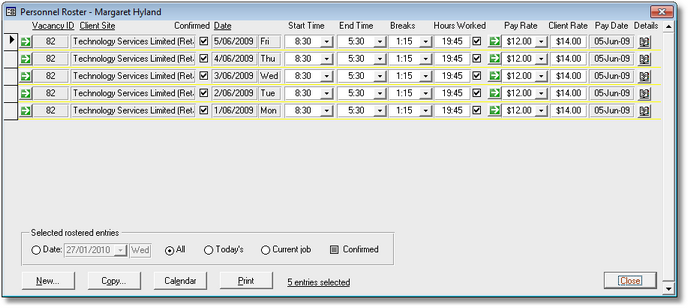 Personnel Roster - Margaret Hyland
Vacancy ID Client Site Confirmed Date Start Time End Time Breaks Hours Worked Pay Rate Client Rate Pay Date Details
82 Technology Services Limited (Ret 5/06/2009 Fri 8:30 5:30 1:15 19:45 $12.00 $14.00 05-Jun-09
82 Technology Services Limited (Ret 4/06/2009 Thu 8:30 5:30 1:15 19:45 $12.00 $14.00 05-Jun-09
82 Technology Services Limited (Ret 3/06/2009 Wed 8:30 5:30 1:15 19:45 $12.00 $14.00 05-Jun-09
82 Technology Services Limited (Ret 2/06/2009 Tue 8:30 5:30 1:15 19:45 $12.00 $14.00 05-Jun-09
82 Technology Services Limited (Ret 1/06/2009 Mon 8:30 5:30 1:15 19:45 $12.00 $14.00 05-Jun-09
Selected rostered entries
Date: 27/01/2010 Wed All Today's Current job Confirmed
New... Copy... Calendar Print 5 entries selected Close